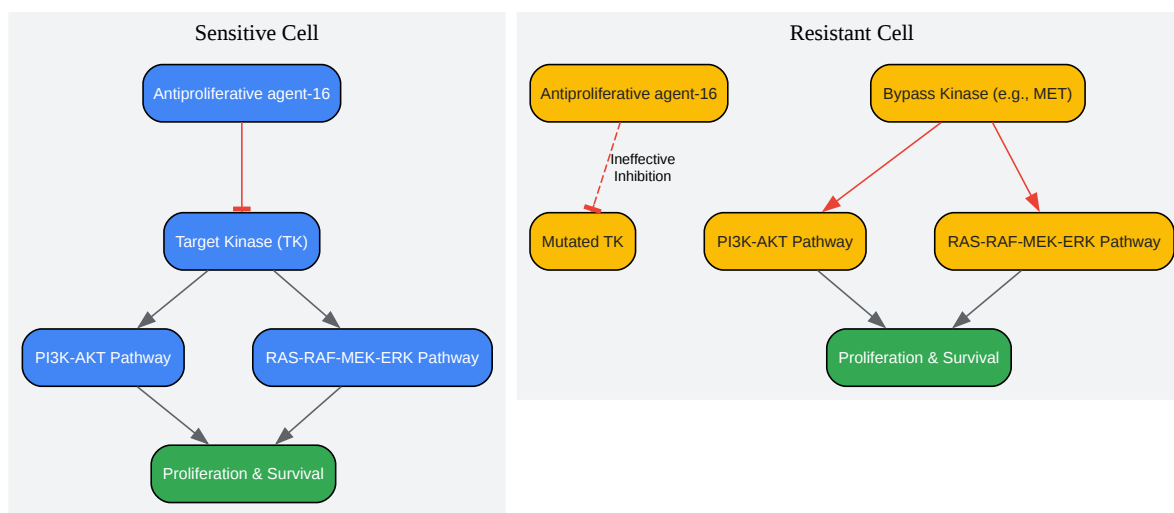 Sensitive Cell
Antiproliferative agent-16
Target Kinase (TK)
PI3K-AKT Pathway
RAS-RAF-MEK-ERK Pathway
Proliferation & Survival
Resistant Cell
Antiproliferative agent-16
Bypass Kinase (e.g., MET)
Ineffective
Inhibition
Mutated TK
PI3K-AKT Pathway
RAS-RAF-MEK-ERK Pathway
Proliferation & Survival